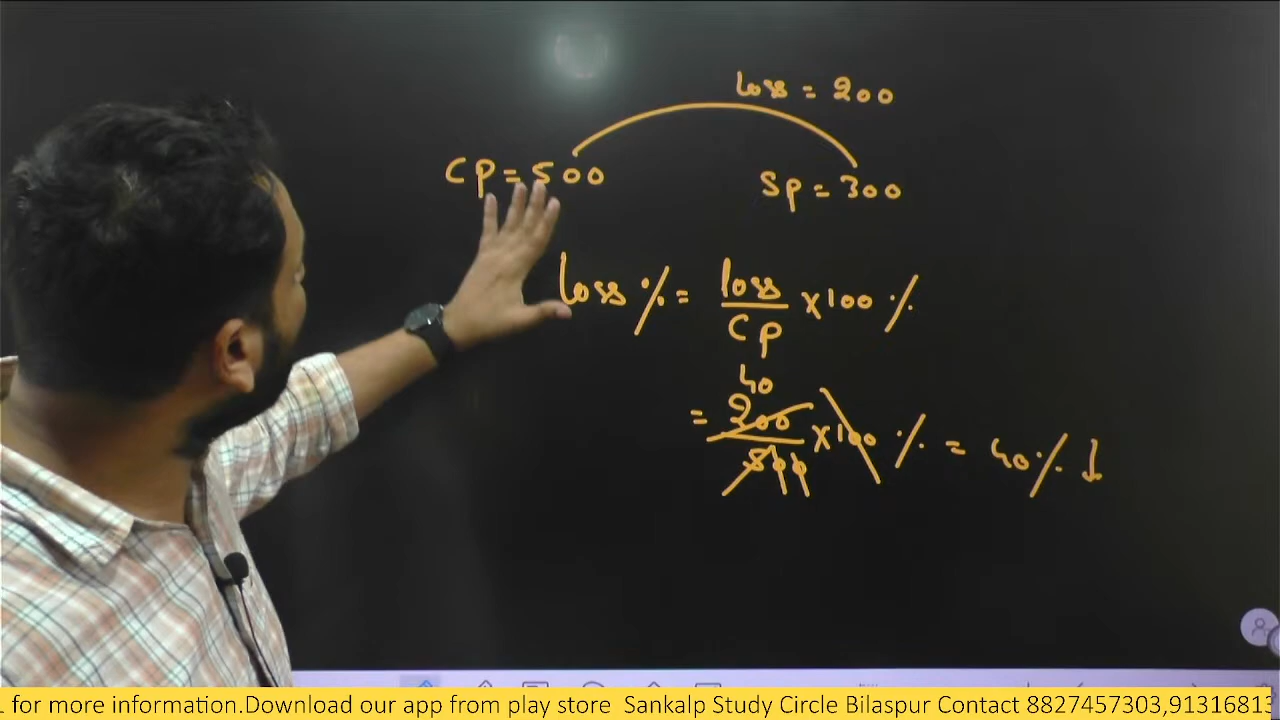 loss = 200
CP = 500
SP = 300
loss % = loss/CP × 100 %
40
= 200/500 × 100 % = 40 % ↓
for more information.Download our app from play store Sankalp Study Circle Bilaspur Contact 8827457303,91316813